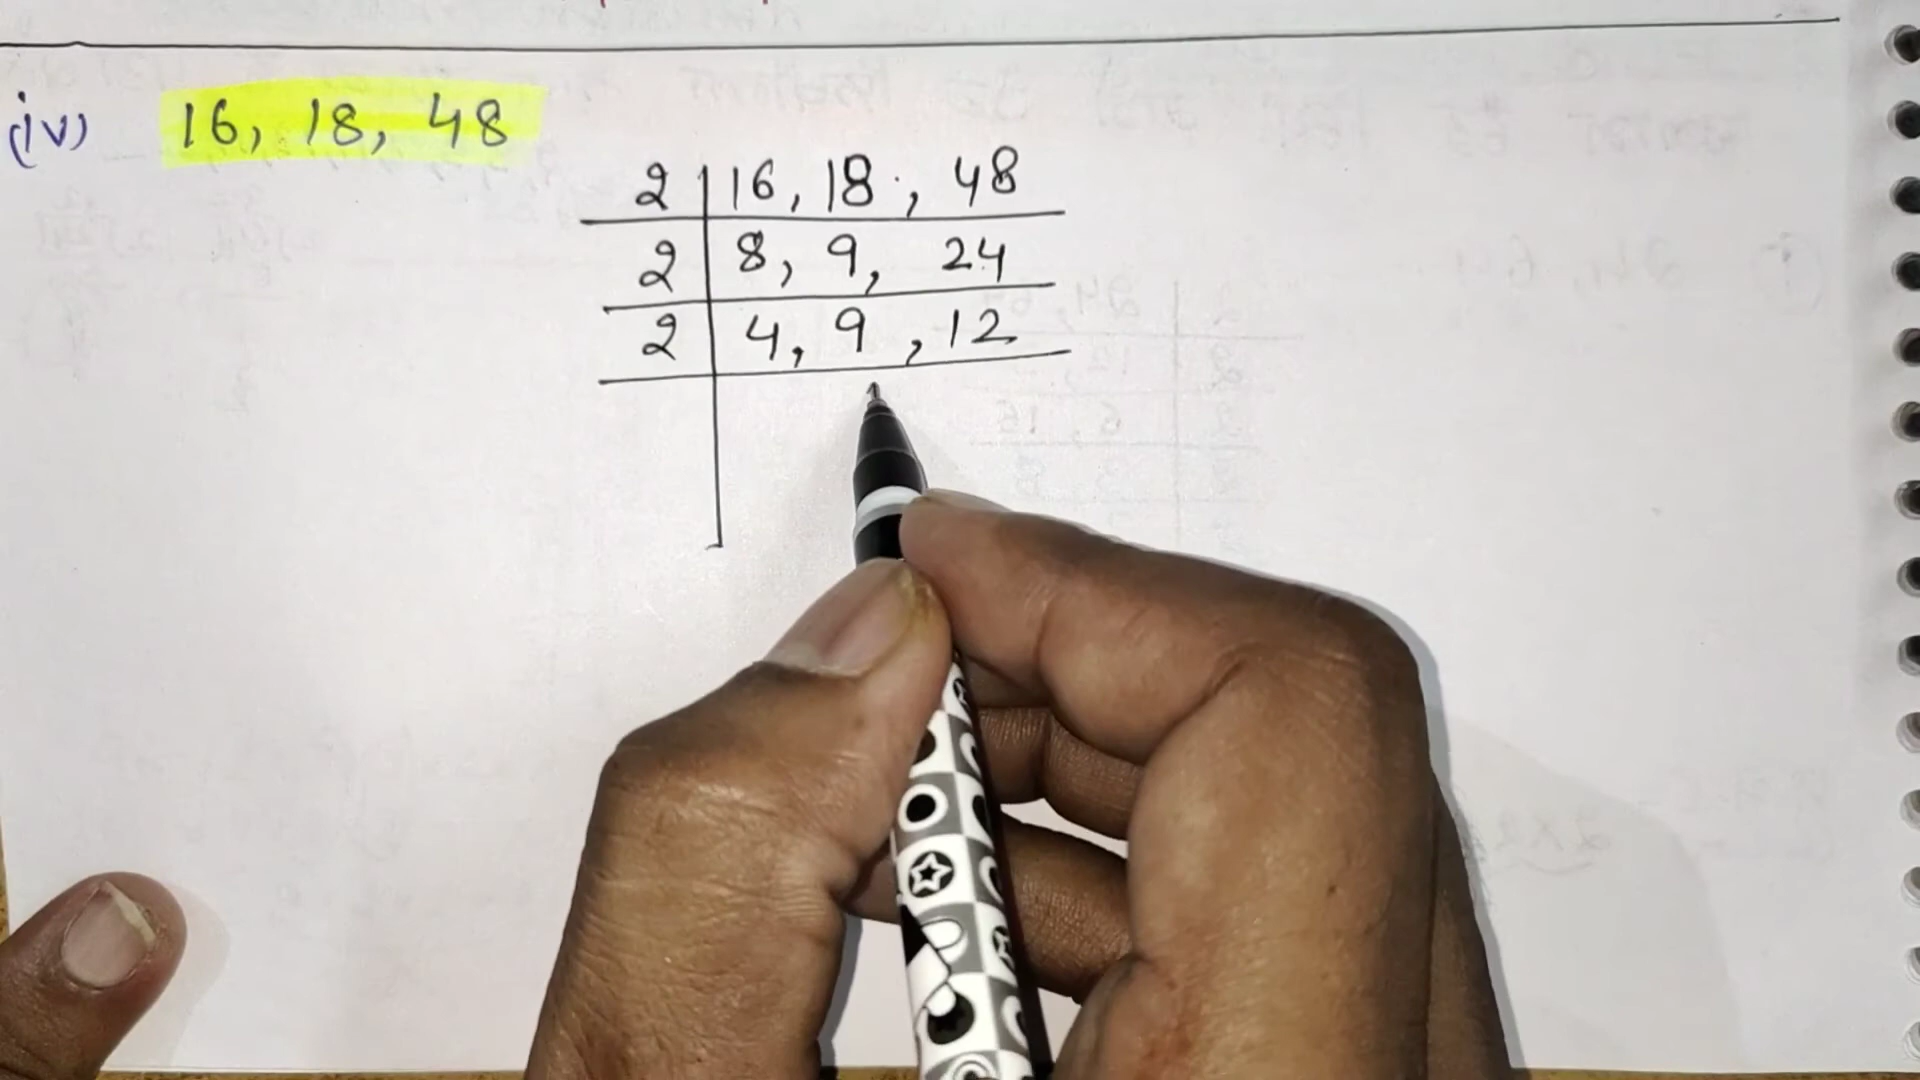 (iv) 16, 18, 48
2 | 16, 18, 48
2 | 8, 9, 24
2 | 4, 9, 12